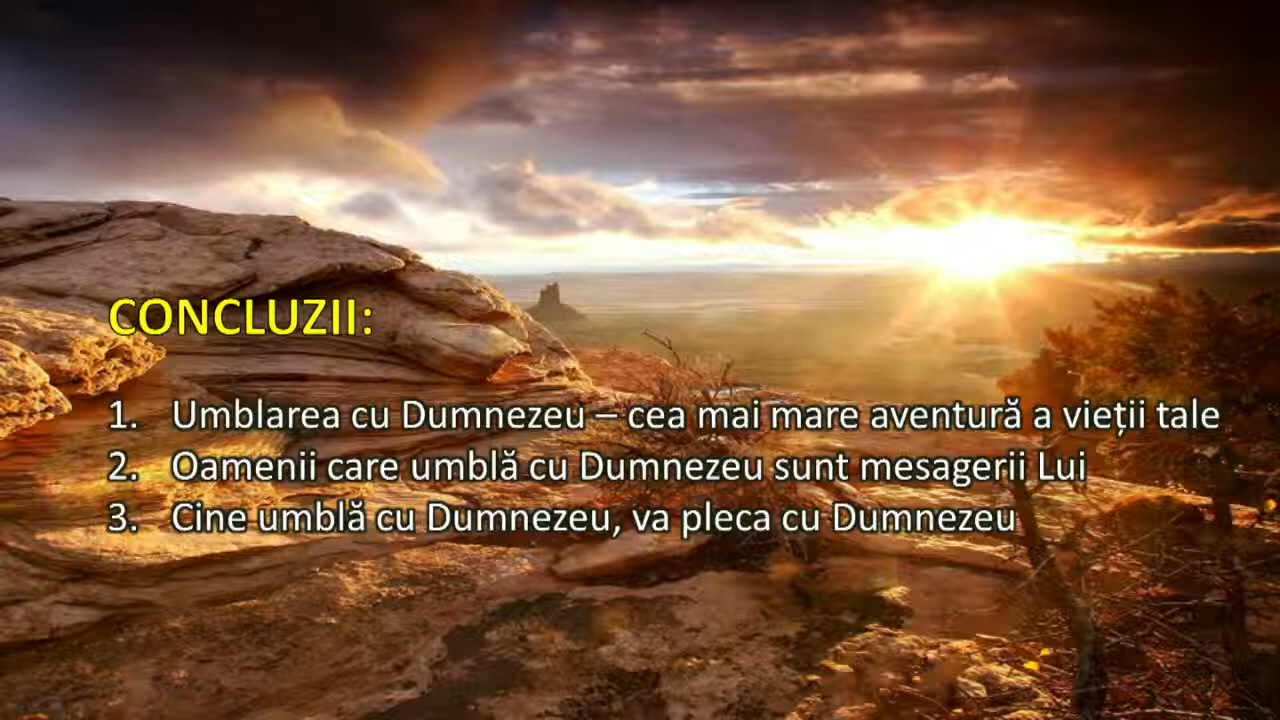 CONCLUZII:
1. Umblarea cu Dumnezeu – cea mai mare aventură a vieții tale
2. Oamenii care umblă cu Dumnezeu sunt mesagerii Lui
3. Cine umblă cu Dumnezeu, va pleca cu Dumnezeu